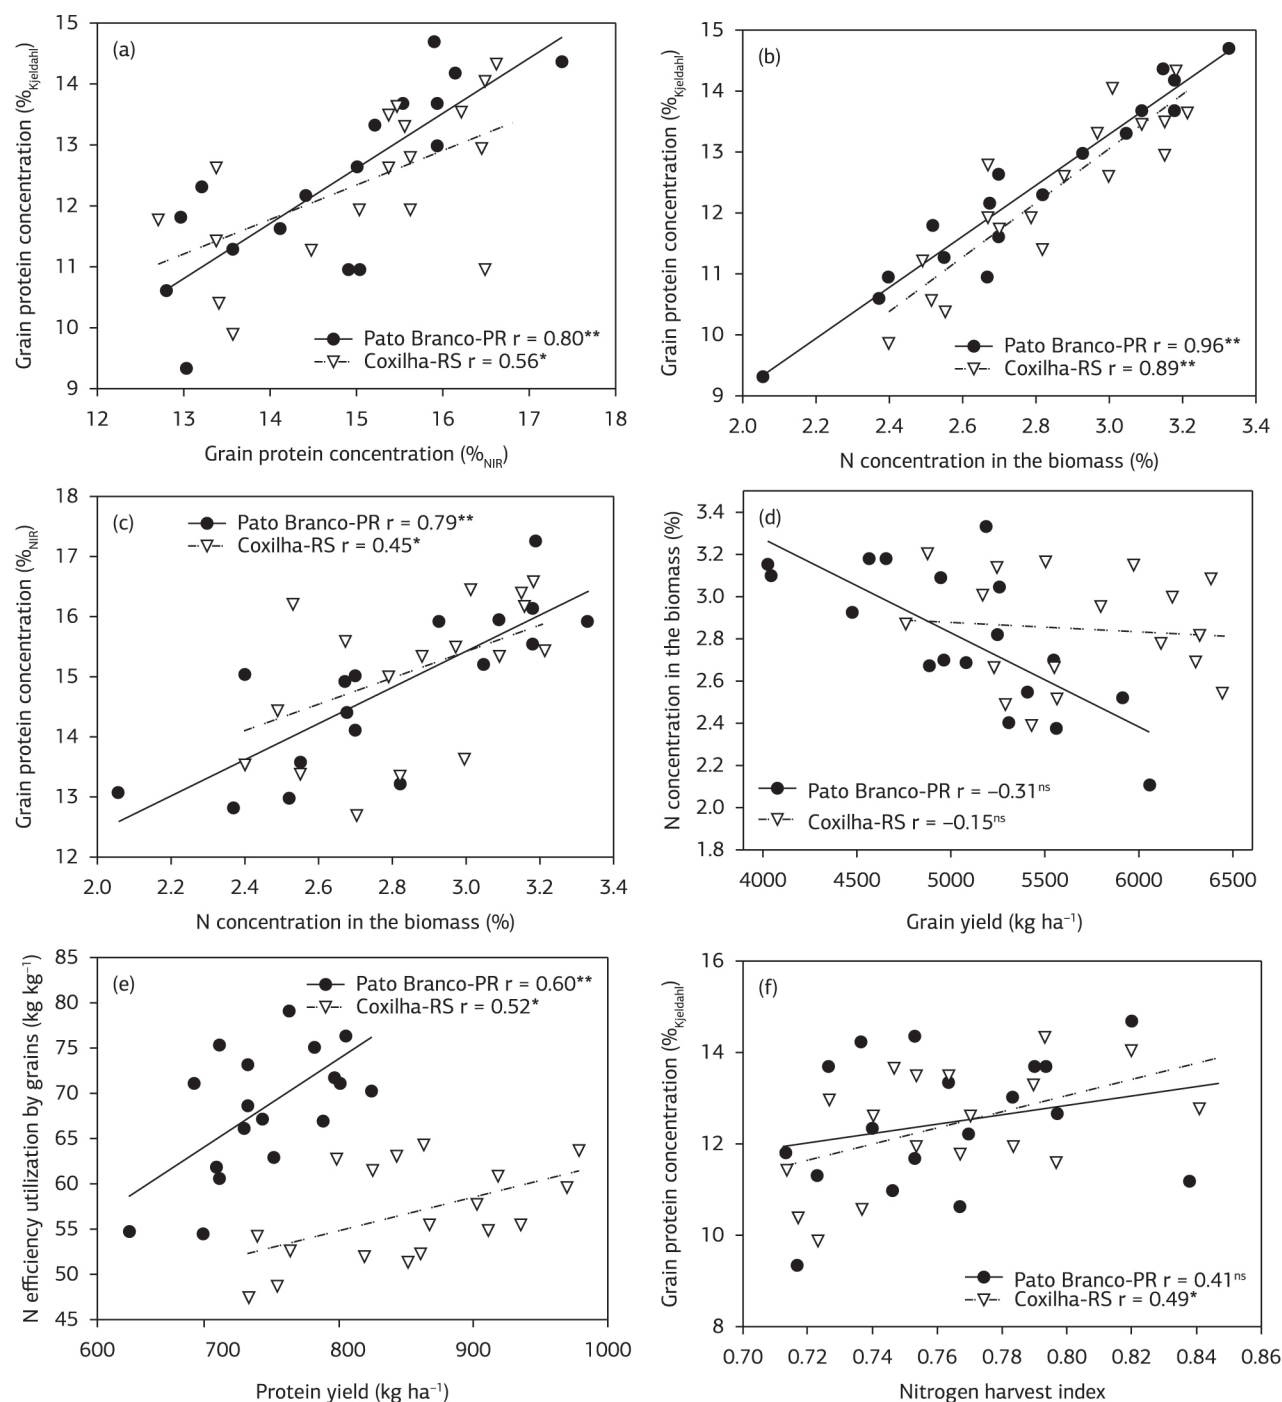 (a)
Grain protein concentration (%Kjeldahl)
15
14
13
12
11
10
9
Pato Branco-PR r = 0.80**
Coxilha-RS r = 0.56*
12 13 14 15 16 17 18
Grain protein concentration (%NIR)
(b)
Grain protein concentration (%Kjeldahl)
15
14
13
12
11
10
9
Pato Branco-PR r = 0.96**
Coxilha-RS r = 0.89**
2.0 2.2 2.4 2.6 2.8 3.0 3.2 3.4
N concentration in the biomass (%)
(c)
Grain protein concentration (%NIR)
18
17
16
15
14
13
12
Pato Branco-PR r = 0.79**
Coxilha-RS r = 0.45*
2.0 2.2 2.4 2.6 2.8 3.0 3.2 3.4
N concentration in the biomass (%)
(d)
N concentration in the biomass (%)
3.4
3.2
3.0
2.8
2.6
2.4
2.2
2.0
1.8
Pato Branco-PR r = –0.31ns
Coxilha-RS r = –0.15ns
4000 4500 5000 5500 6000 6500
Grain yield (kg ha–1)
(e)
N efficiency utilization by grains (kg kg–1)
85
80
75
70
65
60
55
50
45
Pato Branco-PR r = 0.60**
Coxilha-RS r = 0.52*
600 700 800 900 1000
Protein yield (kg ha–1)
(f)
Grain protein concentration (%Kjeldahl)
16
14
12
10
8
Pato Branco-PR r = 0.41ns
Coxilha-RS r = 0.49*
0.70 0.72 0.74 0.76 0.78 0.80 0.82 0.84 0.86
Nitrogen harvest index